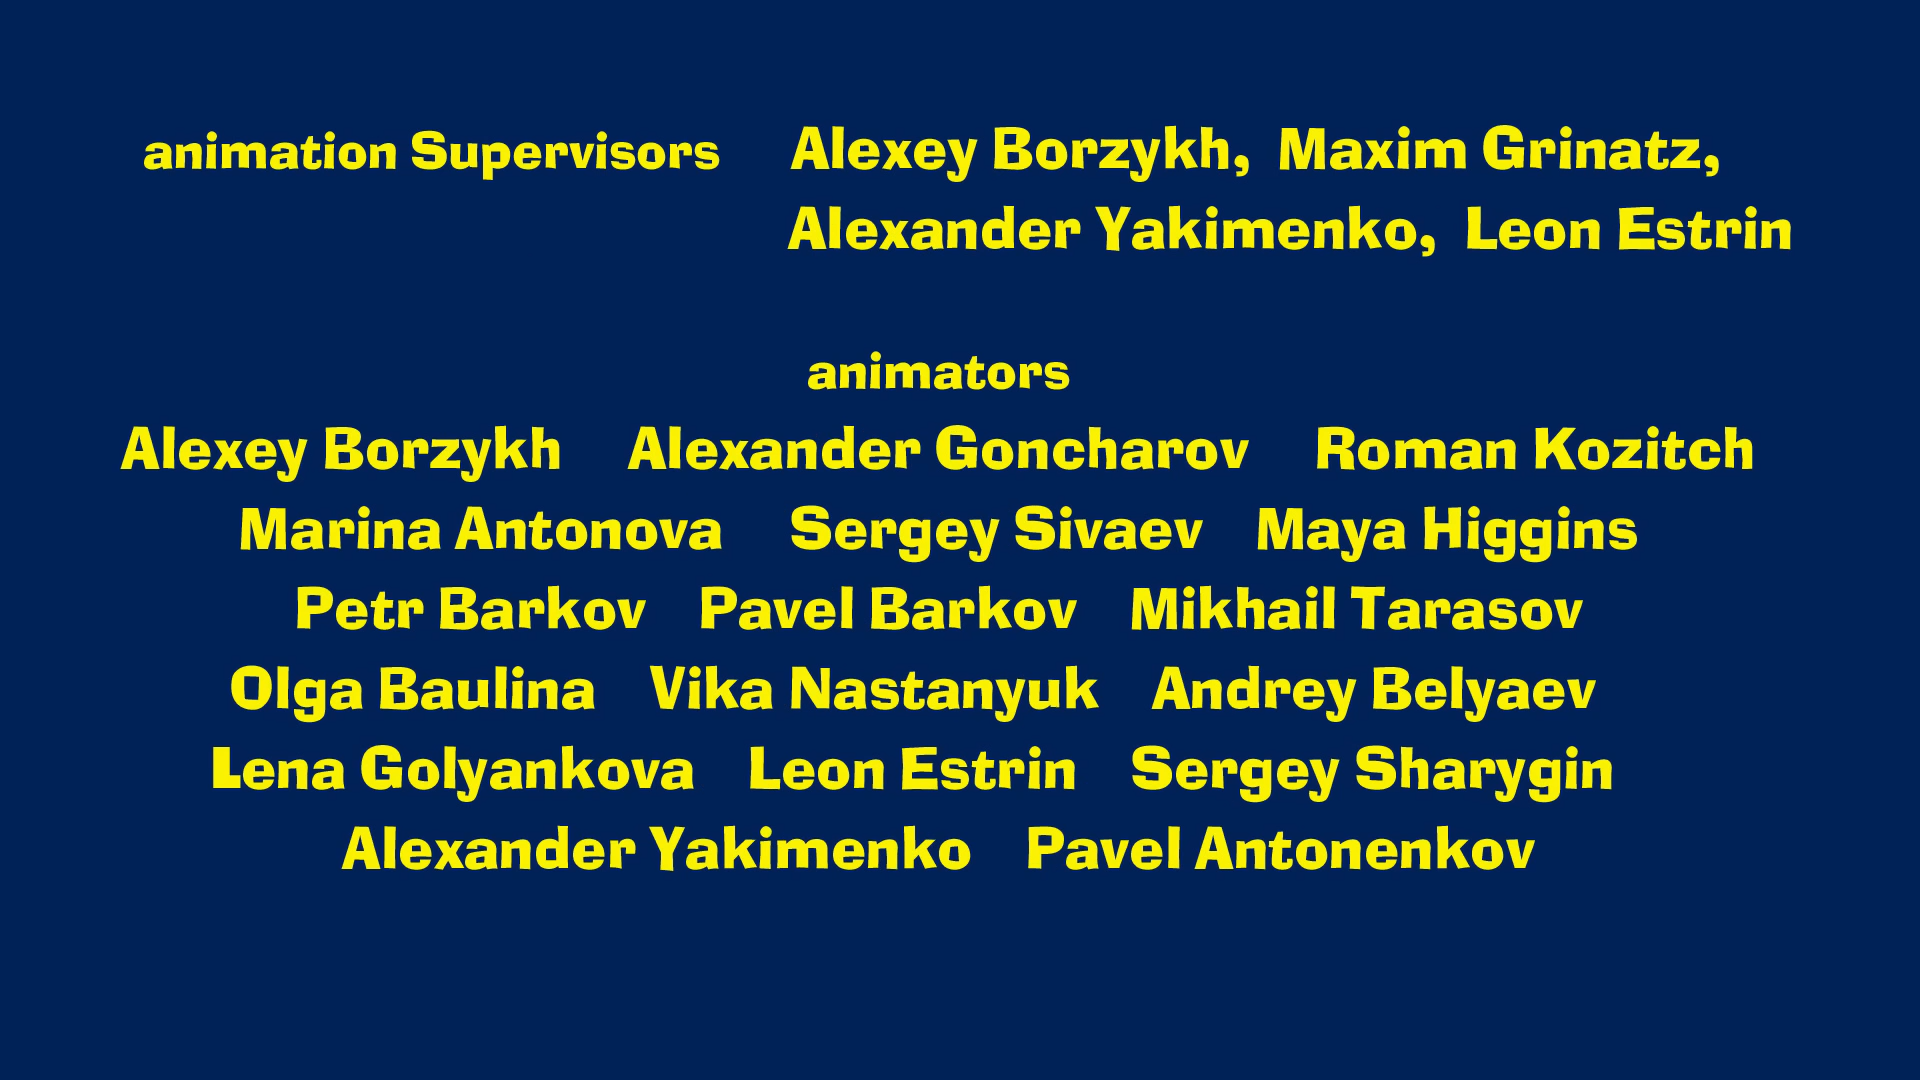 animation Supervisors Alexey Borzykh, Maxim Grinatz,
Alexander Yakimenko, Leon Estrin
animators
Alexey Borzykh Alexander Goncharov Roman Kozitch
Marina Antonova Sergey Sivaev Maya Higgins
Petr Barkov Pavel Barkov Mikhail Tarasov
Olga Baulina Vika Nastanyuk Andrey Belyaev
Lena Golyankova Leon Estrin Sergey Sharygin
Alexander Yakimenko Pavel Antonenkov